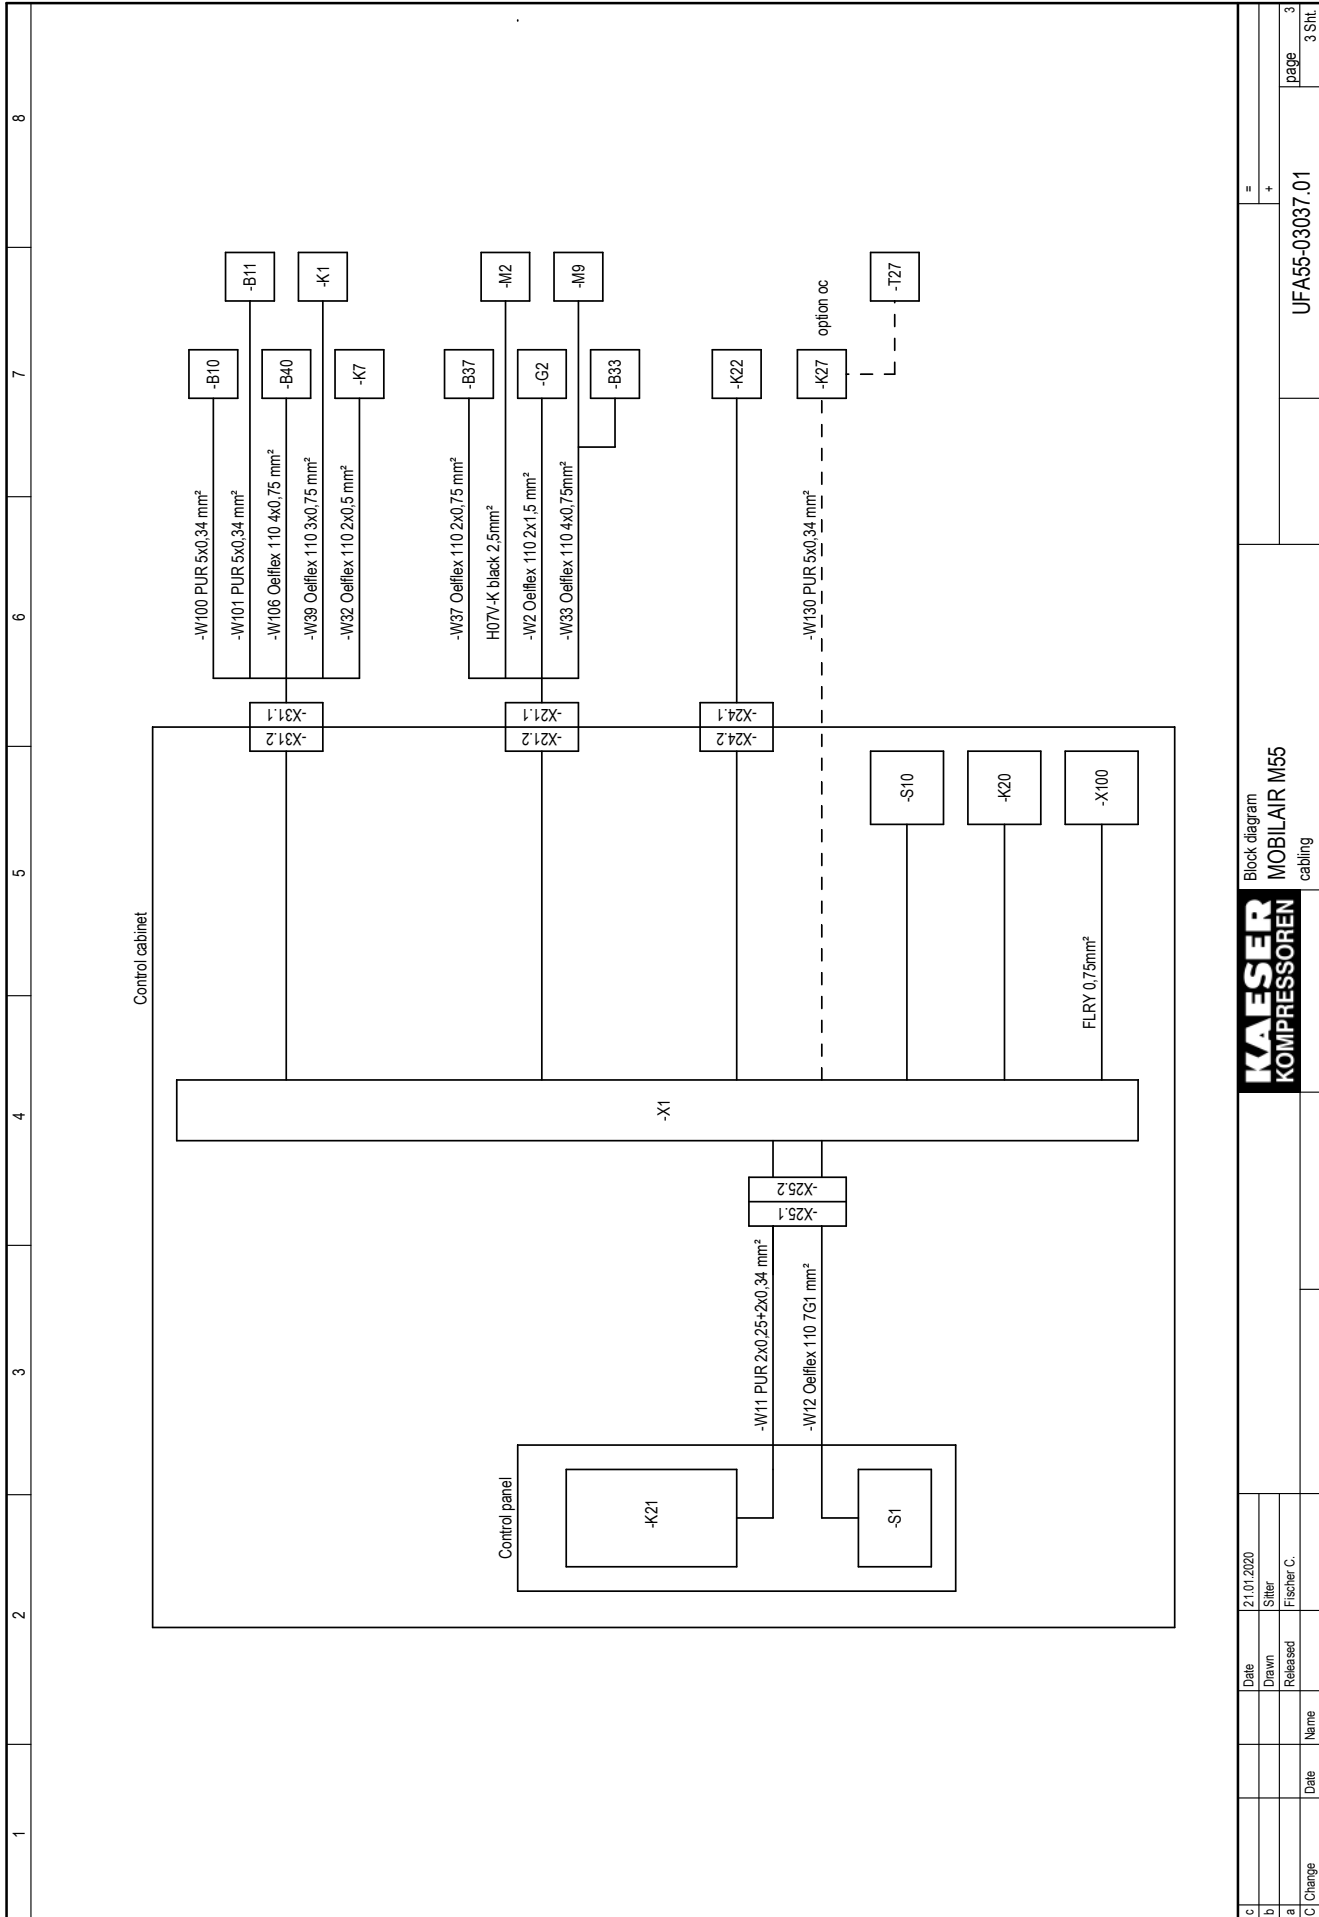 1
2
3
4
5
6
7
8
Control cabinet
Control panel
-K21
-S1
-W11 PUR 2x0,25+2x0,34 mm²
-W12 Oelflex 110 7G1 mm²
-X25.1
-X25.2
-X1
FLRY 0,75mm²
-S10
-K20
-X100
-X31.2
-X31.1
-X21.2
-X21.1
-X24.2
-X24.1
-W100 PUR 5x0,34 mm²
-W101 PUR 5x0,34 mm²
-W106 Oelflex 110 4x0,75 mm²
-W39 Oelflex 110 3x0,75 mm²
-W32 Oelflex 110 2x0,5 mm²
-B10
-B11
-B40
-K1
-K7
-W37 Oelflex 110 2x0,75 mm²
H07V-K black 2,5mm²
-W2 Oelflex 110 2x1,5 mm²
-W33 Oelflex 110 4x0,75mm²
-B37
-M2
-G2
-M9
-B33
-K22
-W130 PUR 5x0,34 mm²
-K27
option oc
-T27
c
b
a
C
Change
Date
Name
Date
21.01.2020
Drawn
Sitter
Released
Fischer C.
KAESER
KOMPRESSOREN
Block diagram
MOBILAIR M55
cabling
=
+
UFA55-03037.01
page
3
3 Sht.